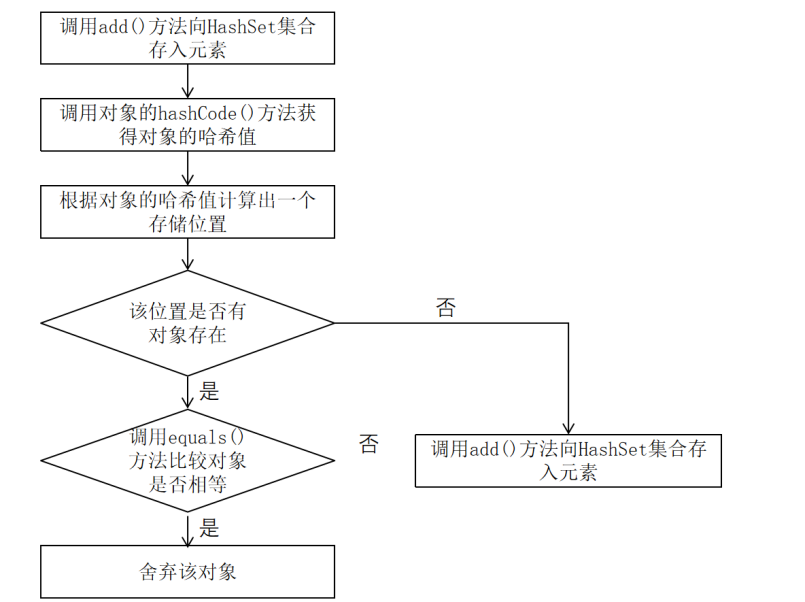 调用add()方法向HashSet集合
存入元素
调用对象的hashCode()方法获
得对象的哈希值
根据对象的哈希值计算出一个
存储位置
该位置是否有
对象存在
否
是
调用equals()
方法比较对象
是否相等
否
调用add()方法向HashSet集合存
入元素
是
舍弃该对象